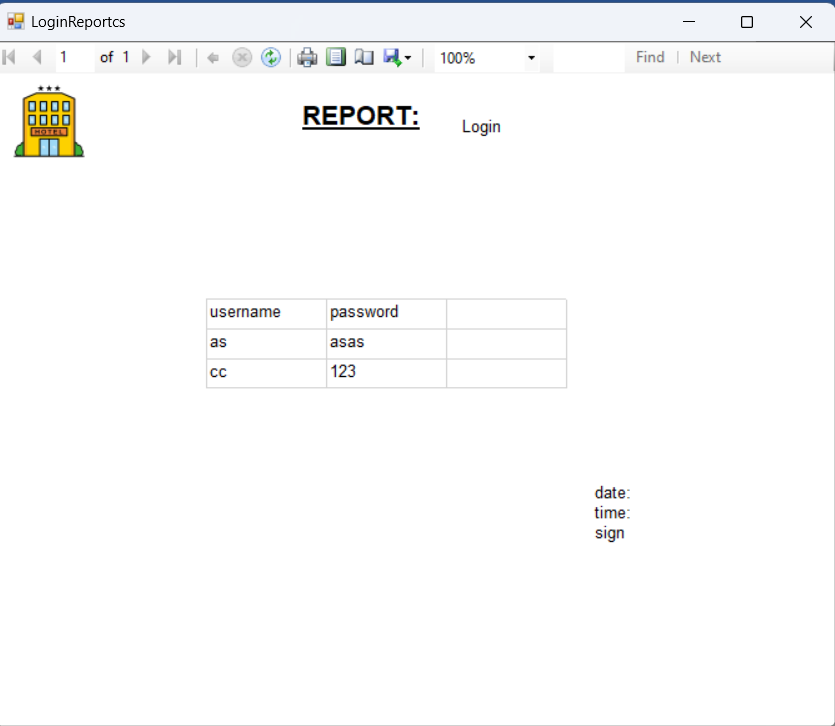 LoginReportcs
1 of 1 100% Find | Next
★★★
HOTEL
REPORT: Login
username password
as asas
cc 123
date:
time:
sign